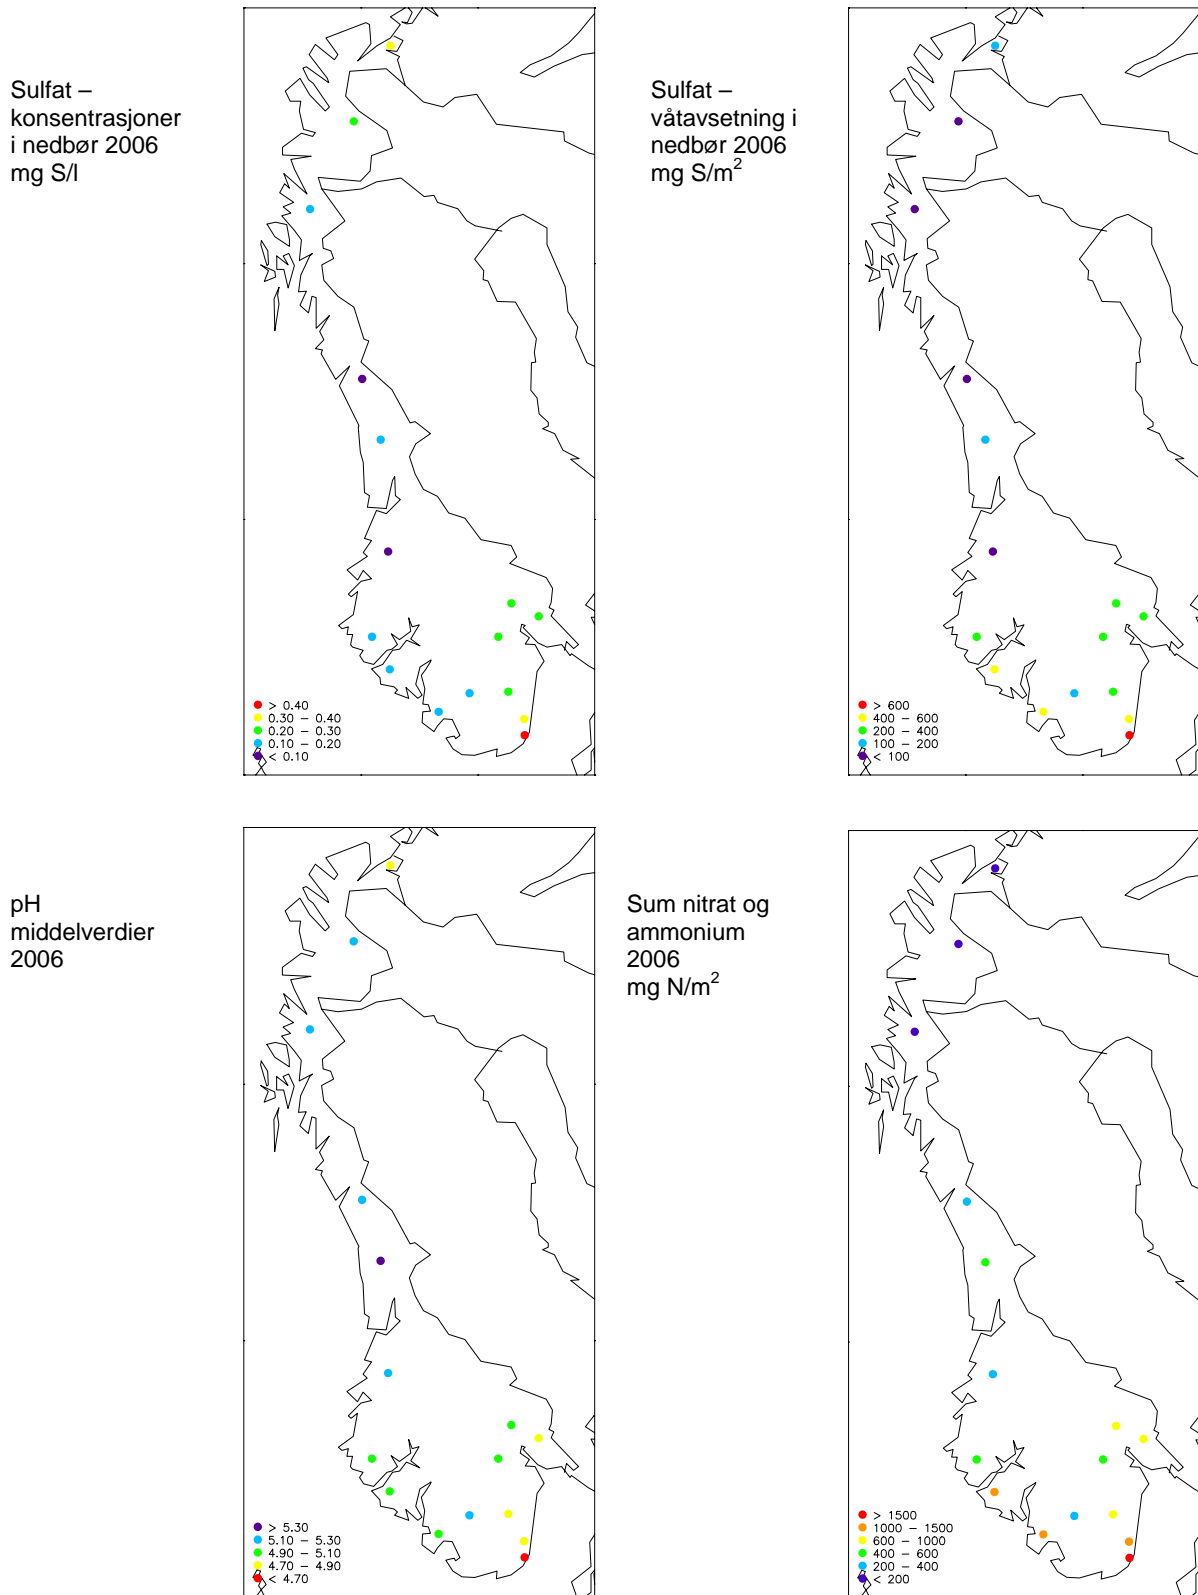 Sulfat –
konsentrasjoner
i nedbør 2006
mg S/l
> 0.40
0.30 – 0.40
0.20 – 0.30
0.10 – 0.20
< 0.10
Sulfat –
våtavsetning i
nedbør 2006
mg S/m²
> 600
400 – 600
200 – 400
100 – 200
< 100
pH
middelverdier
2006
> 5.30
5.10 – 5.30
4.90 – 5.10
4.70 – 4.90
< 4.70
Sum nitrat og
ammonium
2006
mg N/m²
> 1500
1000 – 1500
600 – 1000
400 – 600
200 – 400
< 200